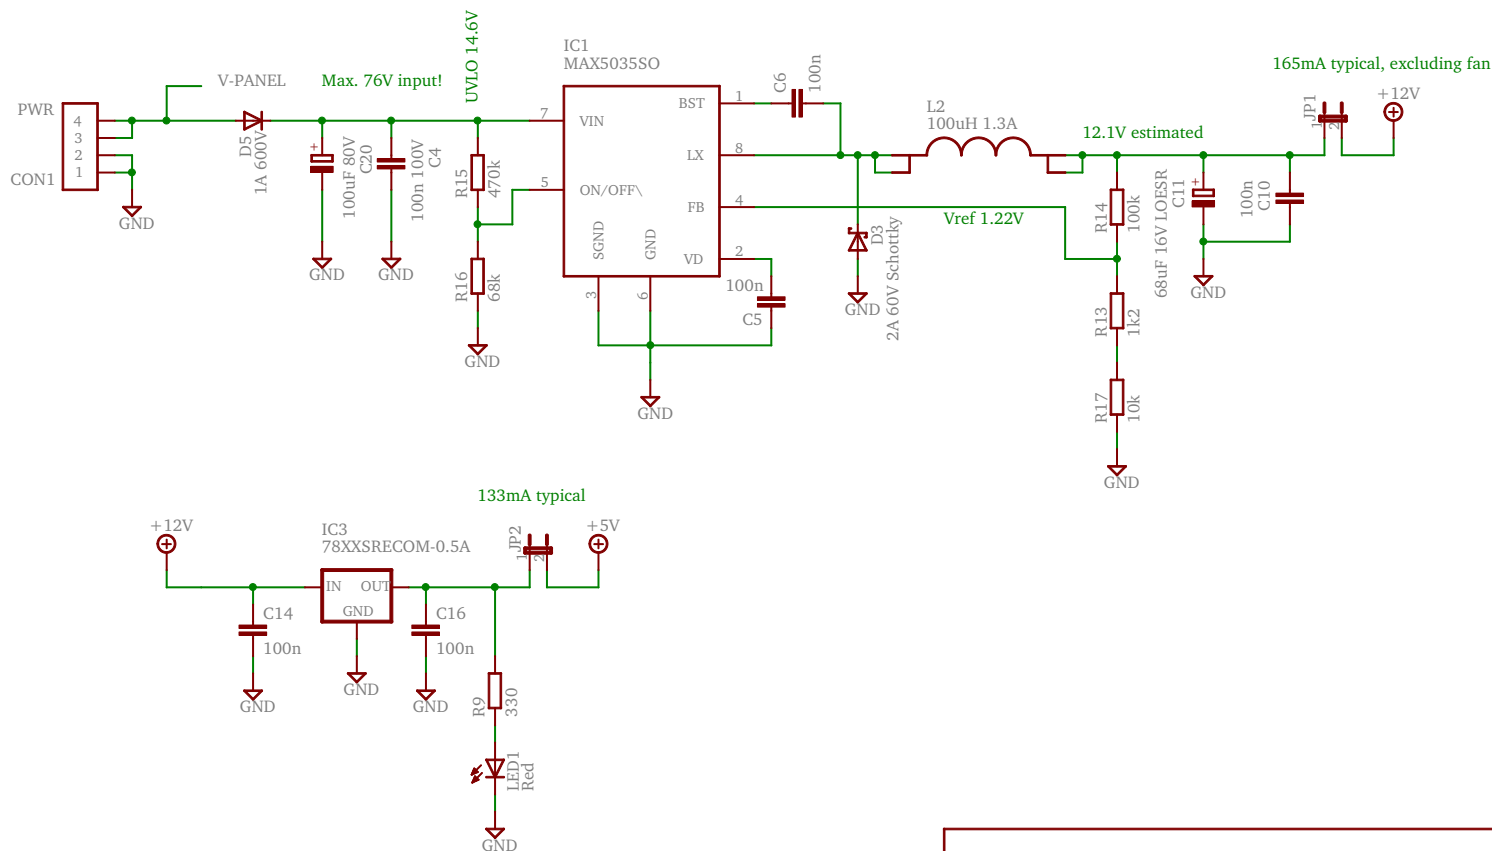 PWR
4
3
2
1
CON1
GND
V-PANEL
D5
1A 600V
Max. 76V input!
100uF 80V
C20
+
GND
100n 100V
C4
GND
UVLO 14.6V
R15
470k
R16
68k
GND
IC1
MAX5035SO
7
VIN
5
ON/OFF\
SGND
GND
3
6
BST
1
LX
8
FB
4
VD
2
GND
C6
100n
100n
C5
D3
2A 60V Schottky
GND
L2
100uH 1.3A
Vref 1.22V
12.1V estimated
R14
100k
R13
1k2
R17
10k
GND
68uF 16V LOESR
C11
+
GND
100n
C10
165mA typical, excluding fan
JP1
1
2
+12V
+12V
C14
100n
GND
IC3
78XXSRECOM-0.5A
IN
OUT
GND
GND
C16
100n
GND
133mA typical
JP2
1
2
+5V
R9
330
LED1
Red
GND